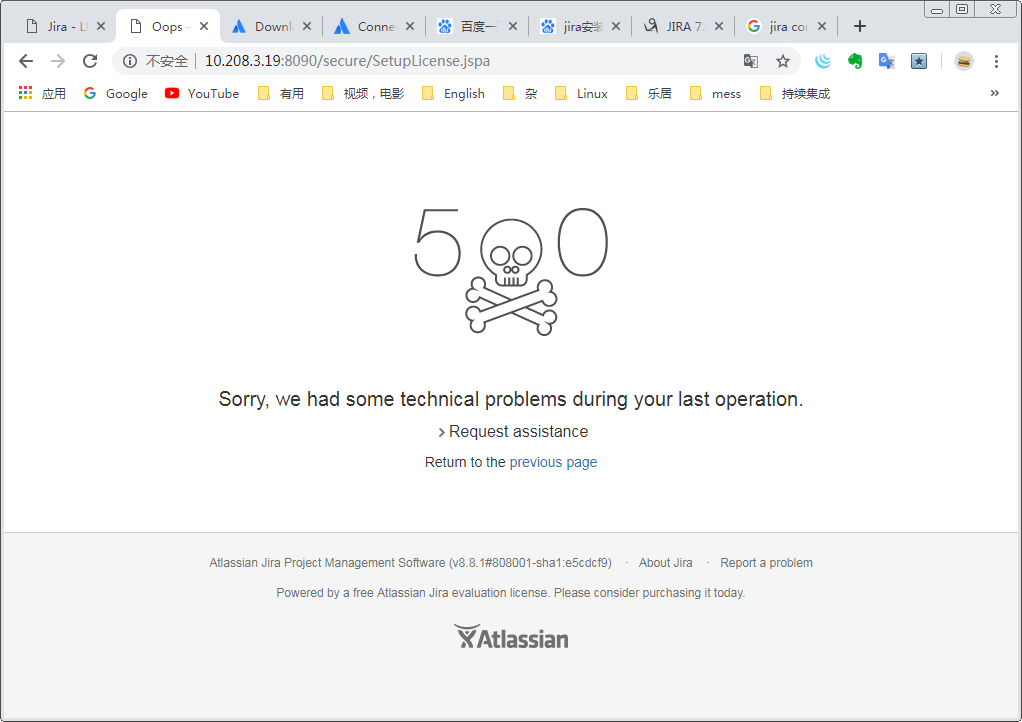 Jira - Li
Oops -
Downl
Conne
百度一
jira安装
JIRA 7.
jira con
不安全 | 10.208.3.19:8090/secure/SetupLicense.jspa
应用 Google YouTube 有用 视频，电影 English 杂 Linux 乐居 mess 持续集成 »
5 0
Sorry, we had some technical problems during your last operation.
Request assistance
Return to the previous page
Atlassian Jira Project Management Software (v8.8.1#808001-sha1:e5cdcf9) · About Jira · Report a problem
Powered by a free Atlassian Jira evaluation license. Please consider purchasing it today.
Atlassian